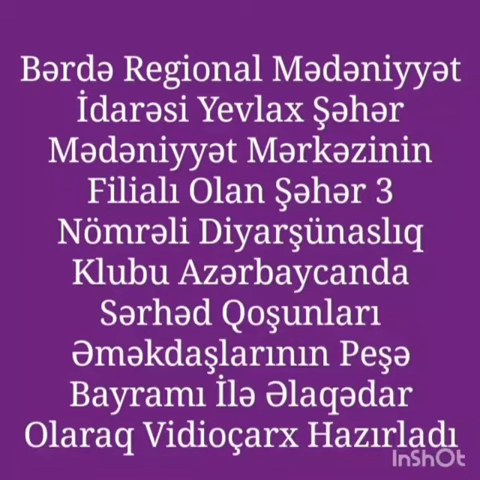 Bərdə Regional Mədəniyyət
İdarəsi Yevlax Şəhər
Mədəniyyət Mərkəzinin
Filialı Olan Şəhər 3
Nömrəli Diyarşünaslıq
Klubu Azərbaycanda
Sərhəd Qoşunları
Əməkdaşlarının Peşə
Bayramı İlə Əlaqədar
Olaraq Vidioçarx Hazırladı
InShOt